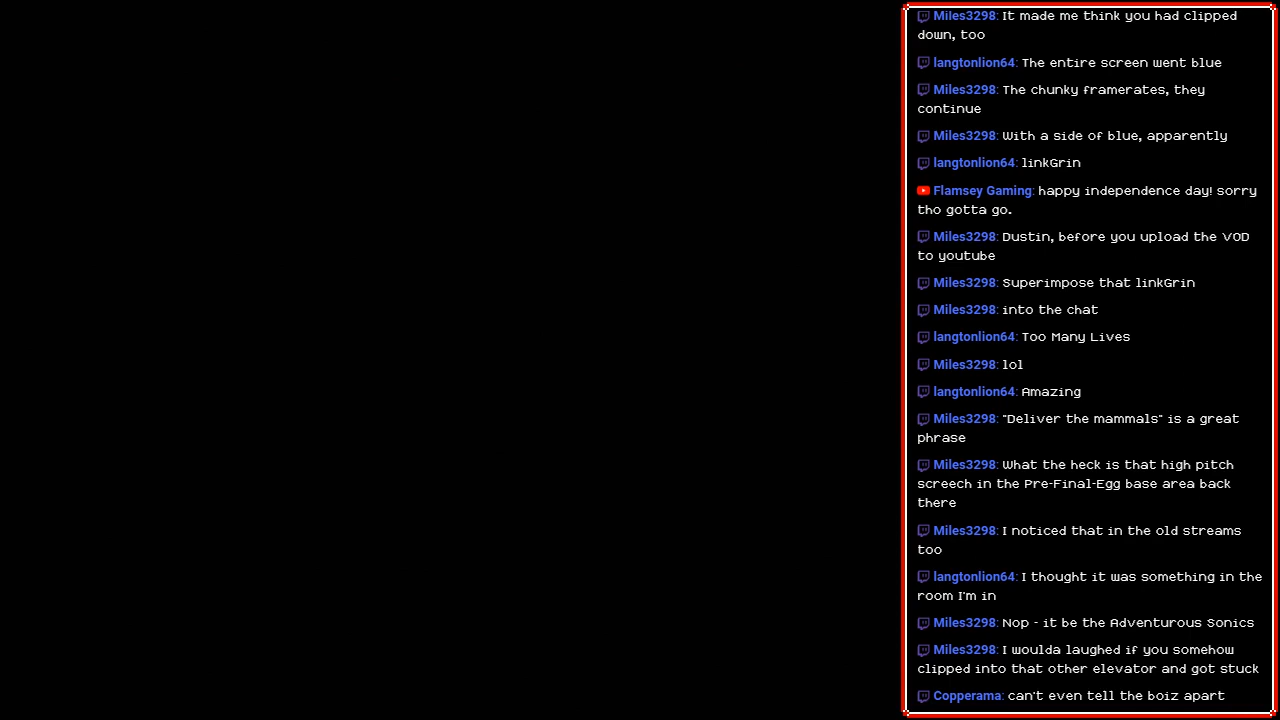 Miles3298: It made me think you had clipped
down, too
langtonlion64: The entire screen went blue
Miles3298: The chunky framerates, they
continue
Miles3298: With a side of blue, apparently
langtonlion64: linkGrin
Flamsey Gaming: happy independence day! sorry
tho gotta go.
Miles3298: Dustin, before you upload the VOD
to youtube
Miles3298: Superimpose that linkGrin
Miles3298: into the chat
langtonlion64: Too Many Lives
Miles3298: lol
langtonlion64: Amazing
Miles3298: "Deliver the mammals" is a great
phrase
Miles3298: What the heck is that high pitch
screech in the Pre-Final-Egg base area back
there
Miles3298: I noticed that in the old streams
too
langtonlion64: I thought it was something in the
room I'm in
Miles3298: Nop - it be the Adventurous Sonics
Miles3298: I woulda laughed if you somehow
clipped into that other elevator and got stuck
Copperama: can't even tell the boiz apart